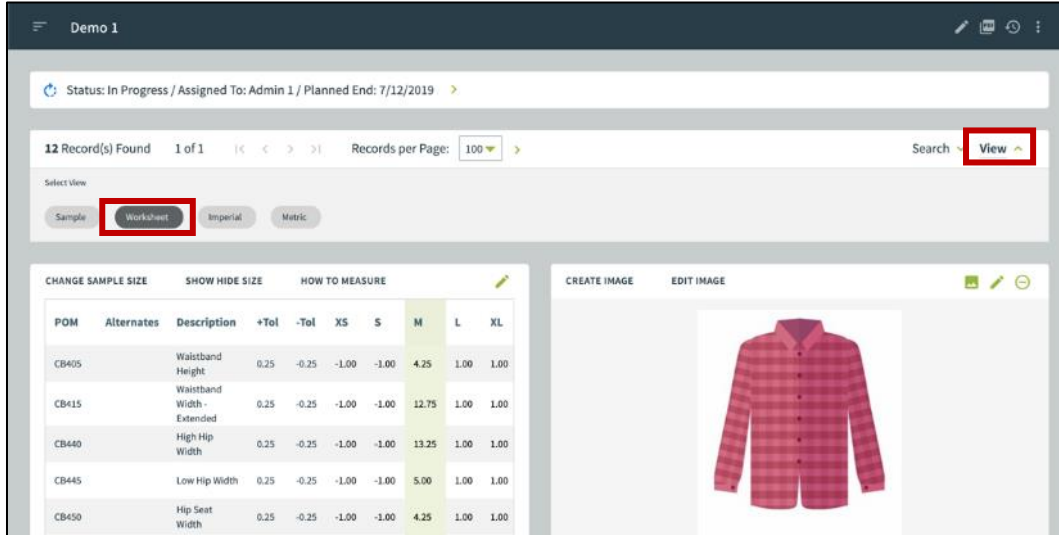 Demo 1
Status: In Progress / Assigned To: Admin 1 / Planned End: 7/12/2019
12 Record(s) Found 1 of 1 Records per Page: 100 Search View
Select View
Sample Worksheet Imperial Metric
CHANGE SAMPLE SIZE SHOW HIDE SIZE HOW TO MEASURE
POM Alternates Description +Tol -Tol XS S M L XL
CB405 Waistband Height 0.25 -0.25 -1.00 -1.00 4.25 1.00 1.00
CB415 Waistband Width - Extended 0.25 -0.25 -1.00 -1.00 12.75 1.00 1.00
CB440 High Hip Width 0.25 -0.25 -1.00 -1.00 13.25 1.00 1.00
CB445 Low Hip Width 0.25 -0.25 -1.00 -1.00 5.00 1.00 1.00
CB450 Hip Seat Width 0.25 -0.25 -1.00 -1.00 4.25 1.00 1.00
CREATE IMAGE EDIT IMAGE